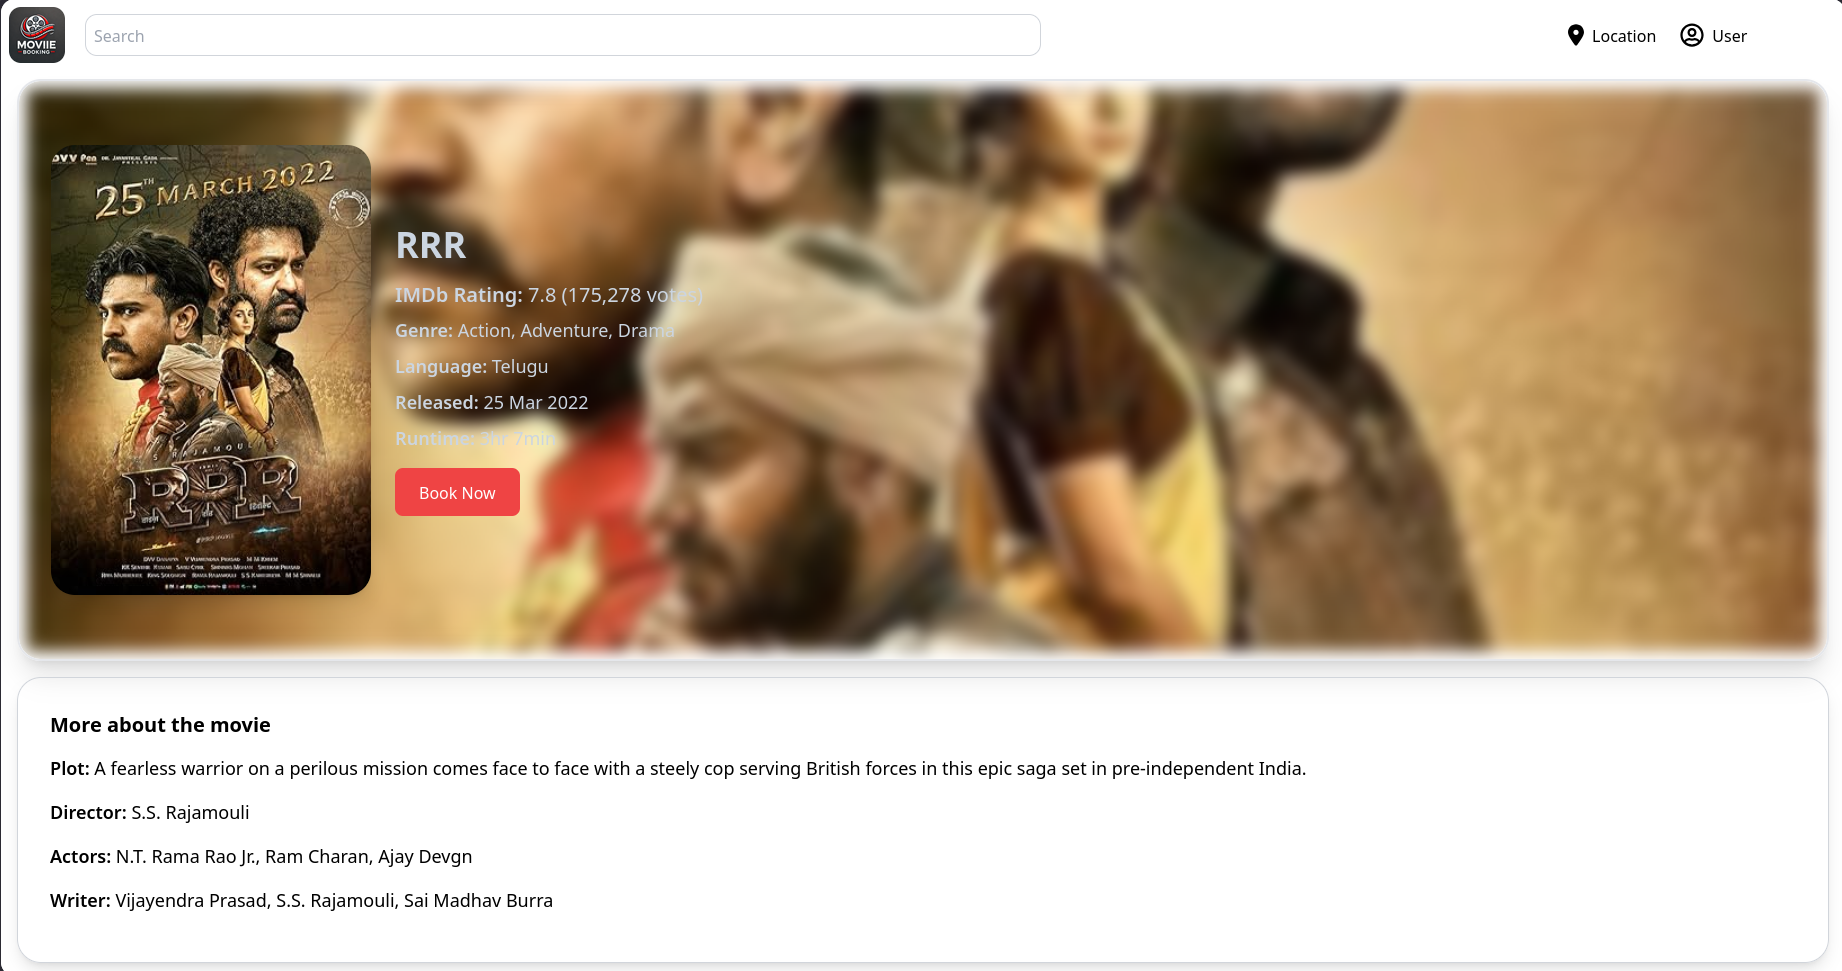 MOVIIE
BOOKING
Search
Location
User
DVV
25TH MARCH 2022
RRR
RRR
IMDb Rating: 7.8 (175,278 votes)
Genre: Action, Adventure, Drama
Language: Telugu
Released: 25 Mar 2022
Runtime: 3hr 7min
Book Now
More about the movie
Plot: A fearless warrior on a perilous mission comes face to face with a steely cop serving British forces in this epic saga set in pre-independent India.
Director: S.S. Rajamouli
Actors: N.T. Rama Rao Jr., Ram Charan, Ajay Devgn
Writer: Vijayendra Prasad, S.S. Rajamouli, Sai Madhav Burra